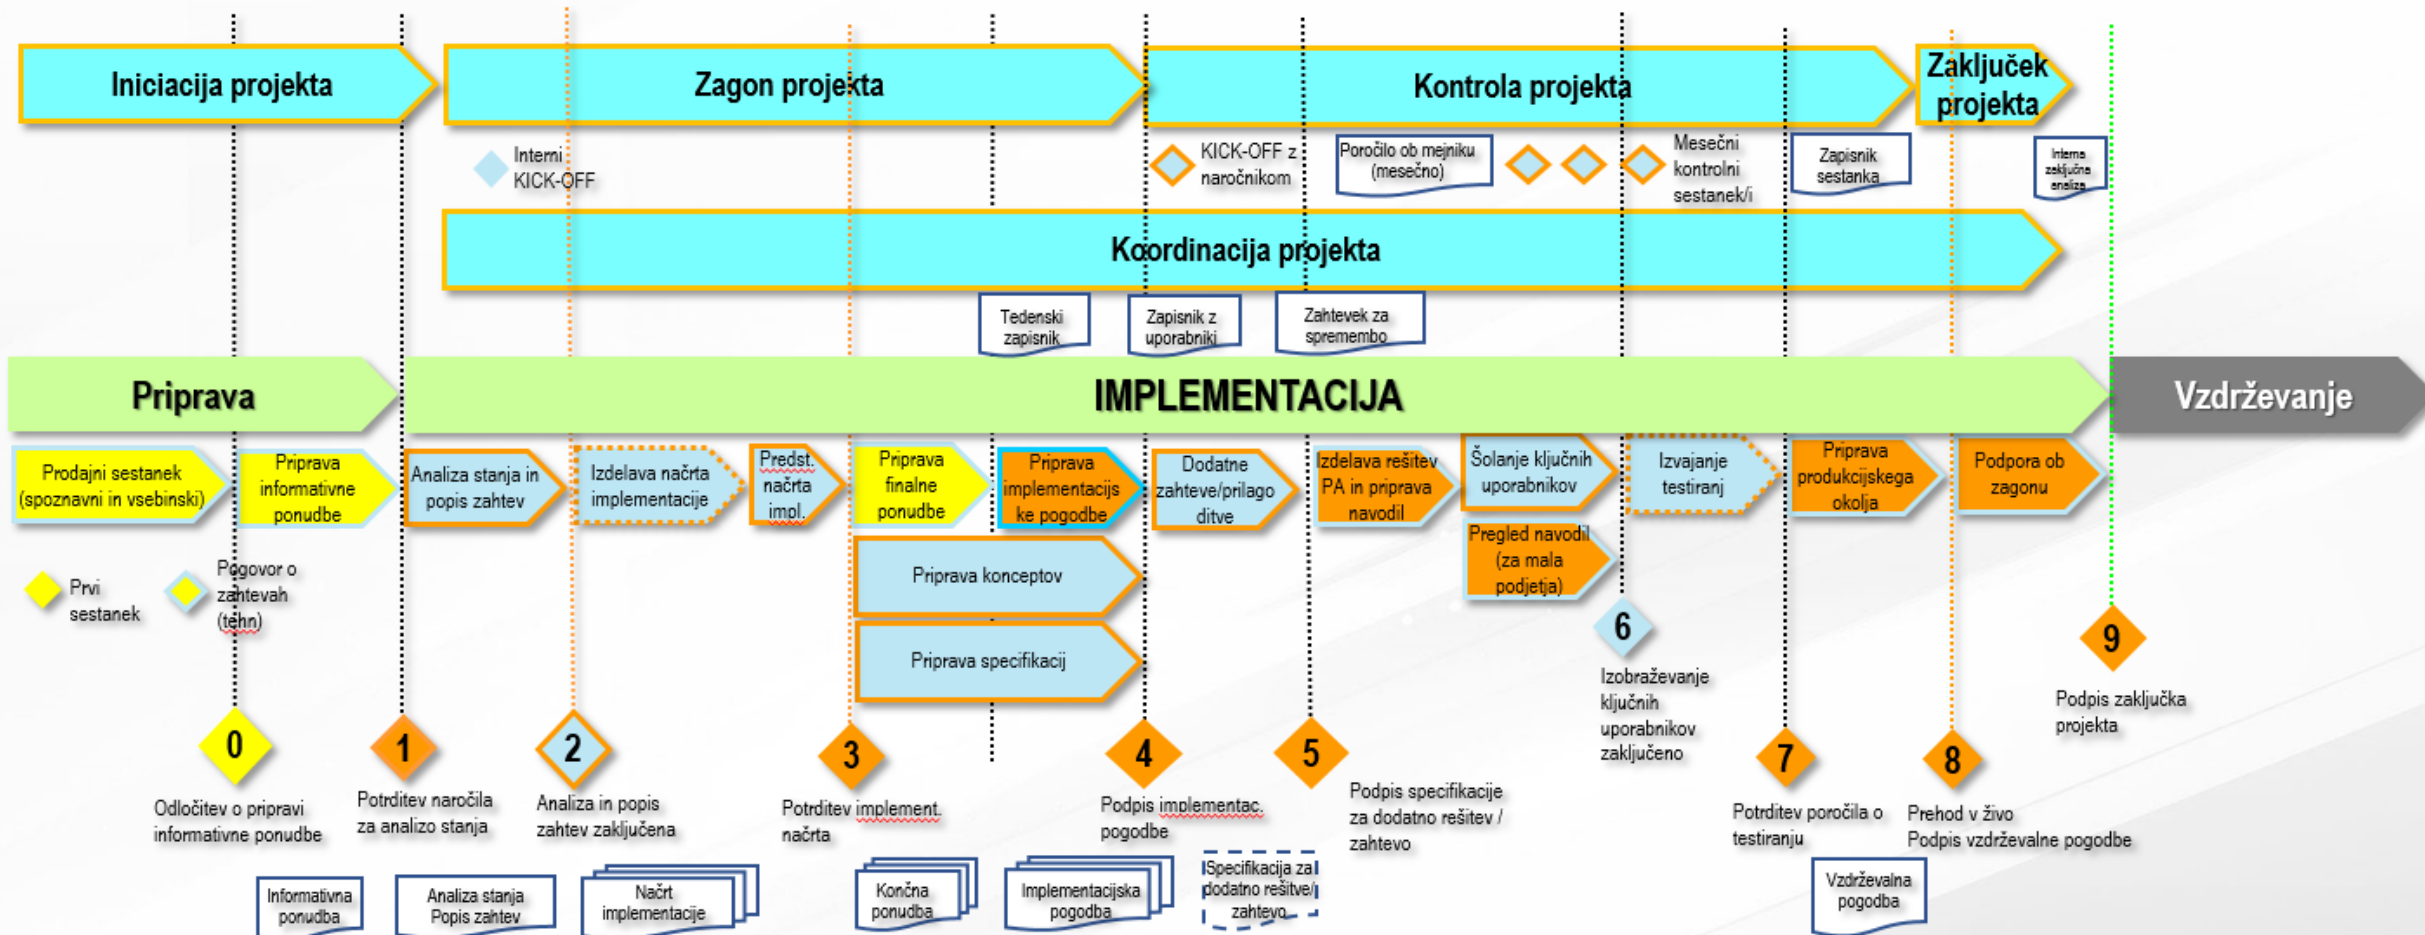 Iniciacija projekta
Zagon projekta
Kontrola projekta
Zaključek
projekta
Interni
KICK-OFF
KICK-OFF z
naročnikom
Poročilo ob mejniku
(mesečno)
Mesečni
kontrolni
sestanek/i
Zapisnik
sestanka
Interna
zaključna
analiza
Koordinacija projekta
Tedenski
zapisnik
Zapisnik z
uporabniki
Zahtevek za
spremembo
Priprava
IMPLEMENTACIJA
Vzdrževanje
Prodajni sestanek
(spoznavni in vsebinski)
Priprava
informativne
ponudbe
Analiza stanja in
popis zahtev
Izdelava načrta
implementacije
Predst.
načrta
impl.
Priprava
finalne
ponudbe
Priprava
implementacijs
ke pogodbe
Dodatne
zahteve/prilago
ditve
Izdelava rešitev
PA in priprava
navodil
Šolanje ključnih
uporabnikov
Izvajanje
testiranj
Priprava
produkcijskega
okolja
Podpora ob
zagonu
Pregled navodil
(za mala
podjetja)
Priprava konceptov
Priprava specifikacij
Prvi
sestanek
Pogovor o
zahtevah
(tehn)
0
Odločitev o pripravi
informativne ponudbe
1
Potrditev naročila
za analizo stanja
2
Analiza in popis
zahtev zaključena
3
Potrditev implement.
načrta
4
Podpis implementac.
pogodbe
5
Podpis specifikacije
za dodatno rešitev /
zahtevo
6
Izobraževanje
ključnih
uporabnikov
zaključeno
7
Potrditev poročila o
testiranju
8
Prehod v živo
Podpis vzdrževalne pogodbe
9
Podpis zaključka
projekta
Informativna
ponudba
Analiza stanja
Popis zahtev
Načrt
implementacije
Končna
ponudba
Implementacijska
pogodba
Specifikacija za
dodatno rešitve/
zahtevo
Vzdrževalna
pogodba